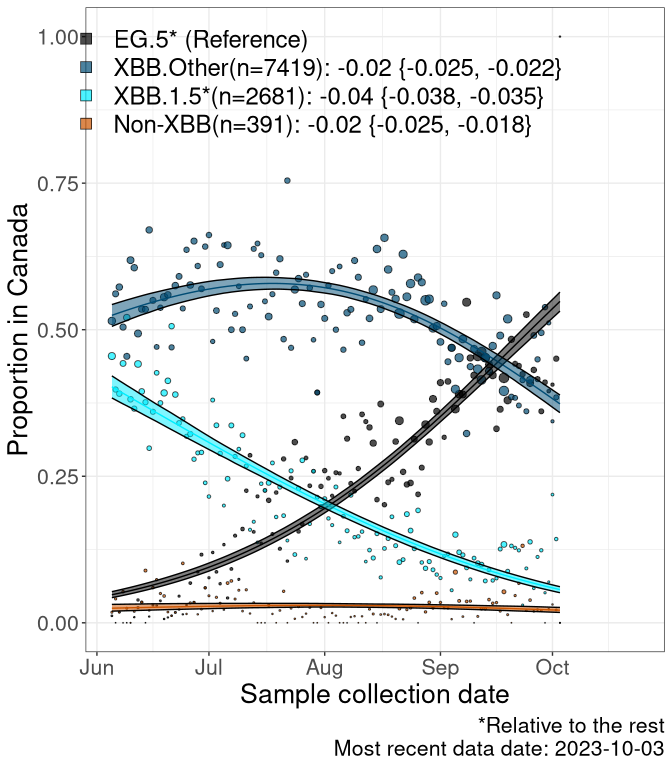 1.00
EG.5* (Reference)
XBB.Other(n=7419): -0.02 {-0.025, -0.022}
XBB.1.5*(n=2681): -0.04 {-0.038, -0.035}
Non-XBB(n=391): -0.02 {-0.025, -0.018}
0.75
0.50
0.25
0.00
Proportion in Canada
Jun Jul Aug Sep Oct
Sample collection date
*Relative to the rest
Most recent data date: 2023-10-03